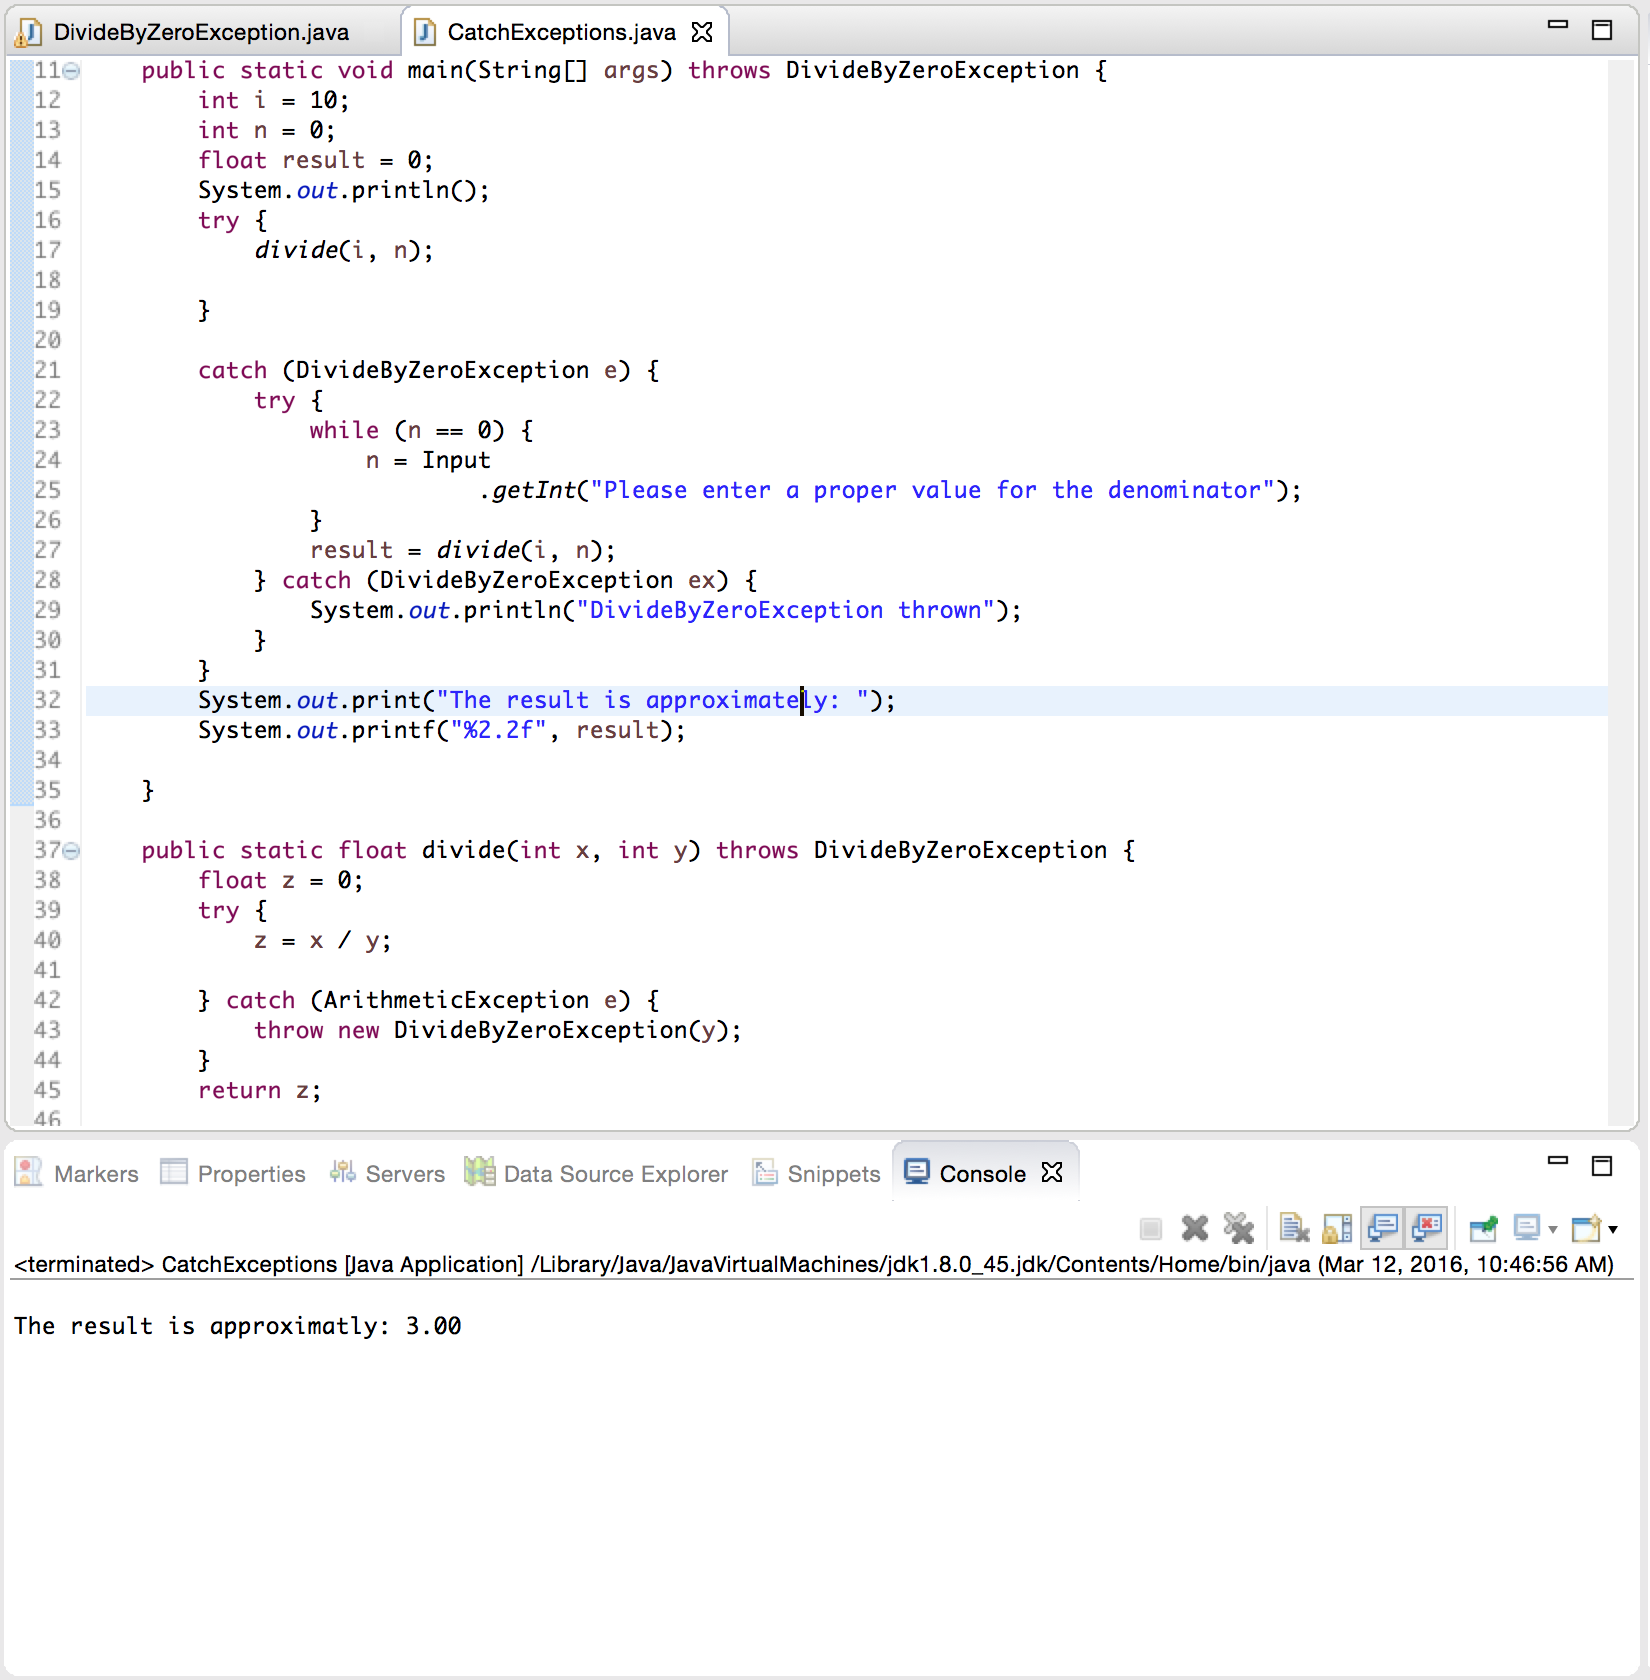 DivideByZeroException.java CatchExceptions.java
11 public static void main(String[] args) throws DivideByZeroException {
12 int i = 10;
13 int n = 0;
14 float result = 0;
15 System.out.println();
16 try {
17 divide(i, n);
18
19 }
20
21 catch (DivideByZeroException e) {
22 try {
23 while (n == 0) {
24 n = Input
25 .getInt("Please enter a proper value for the denominator");
26 }
27 result = divide(i, n);
28 } catch (DivideByZeroException ex) {
29 System.out.println("DivideByZeroException thrown");
30 }
31 }
32 System.out.print("The result is approximately: ");
33 System.out.printf("%2.2f", result);
34
35 }
36
37 public static float divide(int x, int y) throws DivideByZeroException {
38 float z = 0;
39 try {
40 z = x / y;
41
42 } catch (ArithmeticException e) {
43 throw new DivideByZeroException(y);
44 }
45 return z;
46
Markers Properties Servers Data Source Explorer Snippets Console
<terminated> CatchExceptions [Java Application] /Library/Java/JavaVirtualMachines/jdk1.8.0_45.jdk/Contents/Home/bin/java (Mar 12, 2016, 10:46:56 AM)
The result is approximatly: 3.00